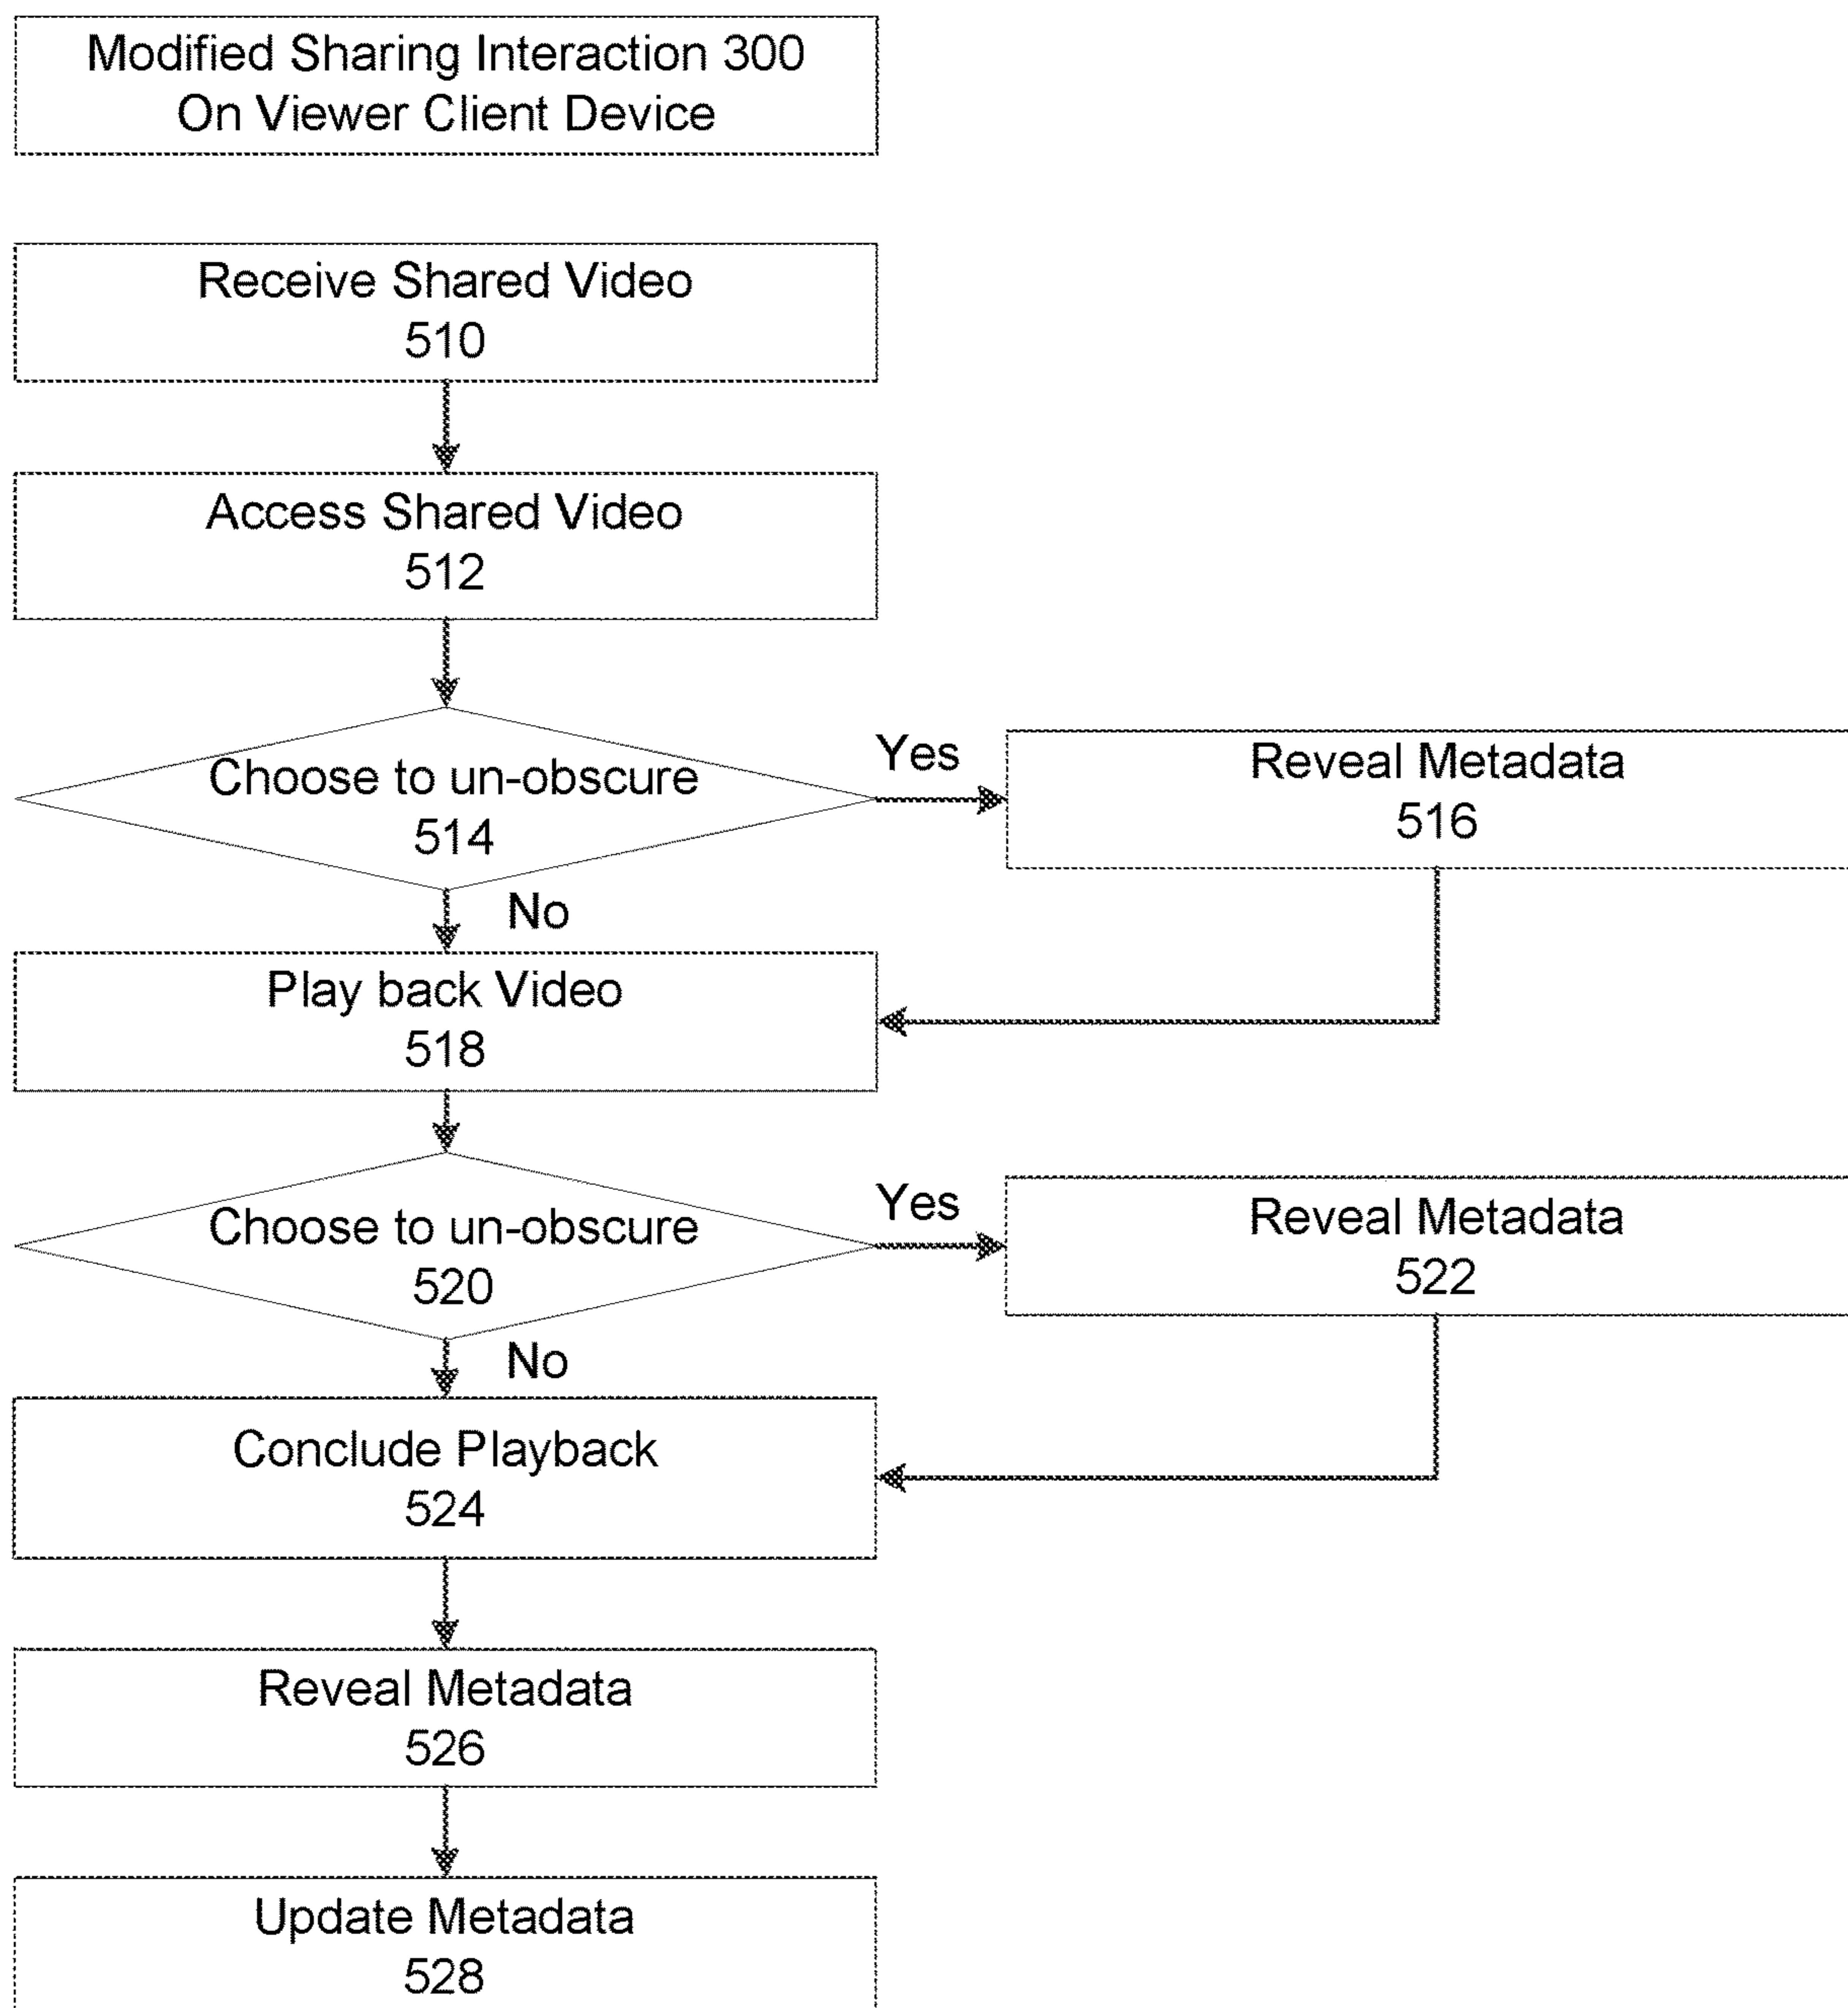 Modified Sharing Interaction 300
On Viewer Client Device
Receive Shared Video
510
Access Shared Video
512
Choose to un-obscure
514
Yes
Reveal Metadata
516
No
Play back Video
518
Choose to un-obscure
520
Yes
Reveal Metadata
522
No
Conclude Playback
524
Reveal Metadata
526
Update Metadata
528